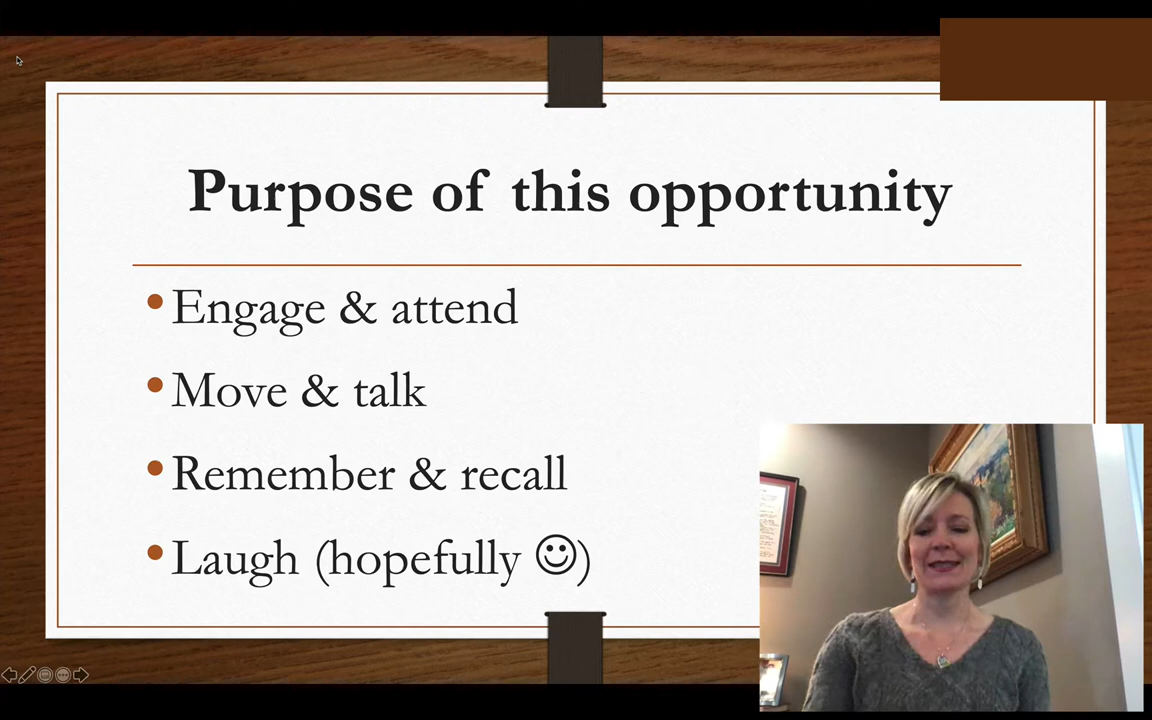 Purpose of this opportunity
•Engage & attend
•Move & talk
•Remember & recall
•Laugh (hopefully ☺)